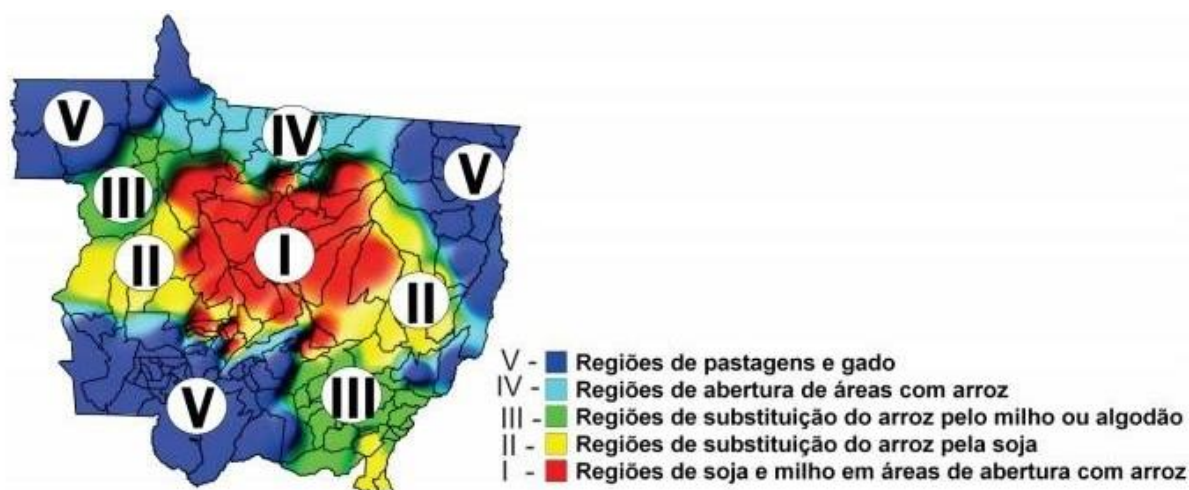 V
IV
V
III
II
I
II
V
III
V - Regiões de pastagens e gado
IV - Regiões de abertura de áreas com arroz
III - Regiões de substituição do arroz pelo milho ou algodão
II - Regiões de substituição do arroz pela soja
I - Regiões de soja e milho em áreas de abertura com arroz